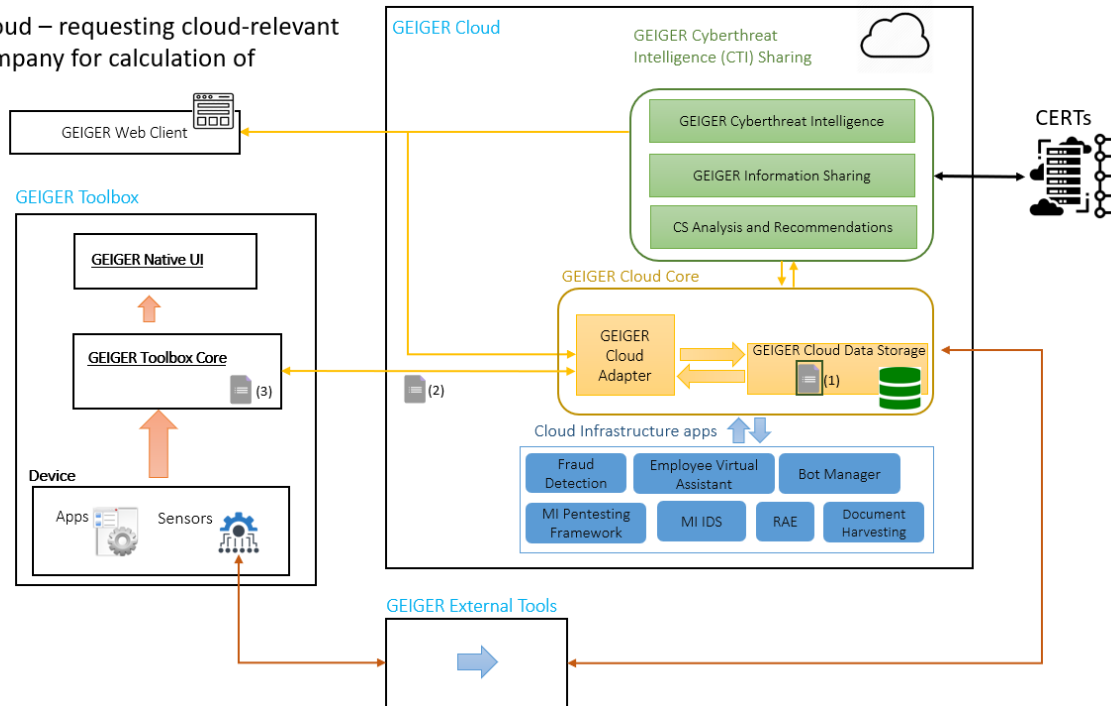 oud – requesting cloud-relevant
mpany for calculation of
GEIGER Cloud
GEIGER Cyberthreat
Intelligence (CTI) Sharing
GEIGER Web Client
GEIGER Cyberthreat Intelligence
GEIGER Information Sharing
CS Analysis and Recommendations
CERTs
GEIGER Toolbox
GEIGER Native UI
GEIGER Toolbox Core
(3)
(2)
GEIGER Cloud Core
GEIGER
Cloud
Adapter
GEIGER Cloud Data Storage
(1)
Cloud Infrastructure apps
Fraud
Detection
Employee Virtual
Assistant
Bot Manager
MI Pentesting
Framework
MI IDS
RAE
Document
Harvesting
Device
Apps
Sensors
GEIGER External Tools